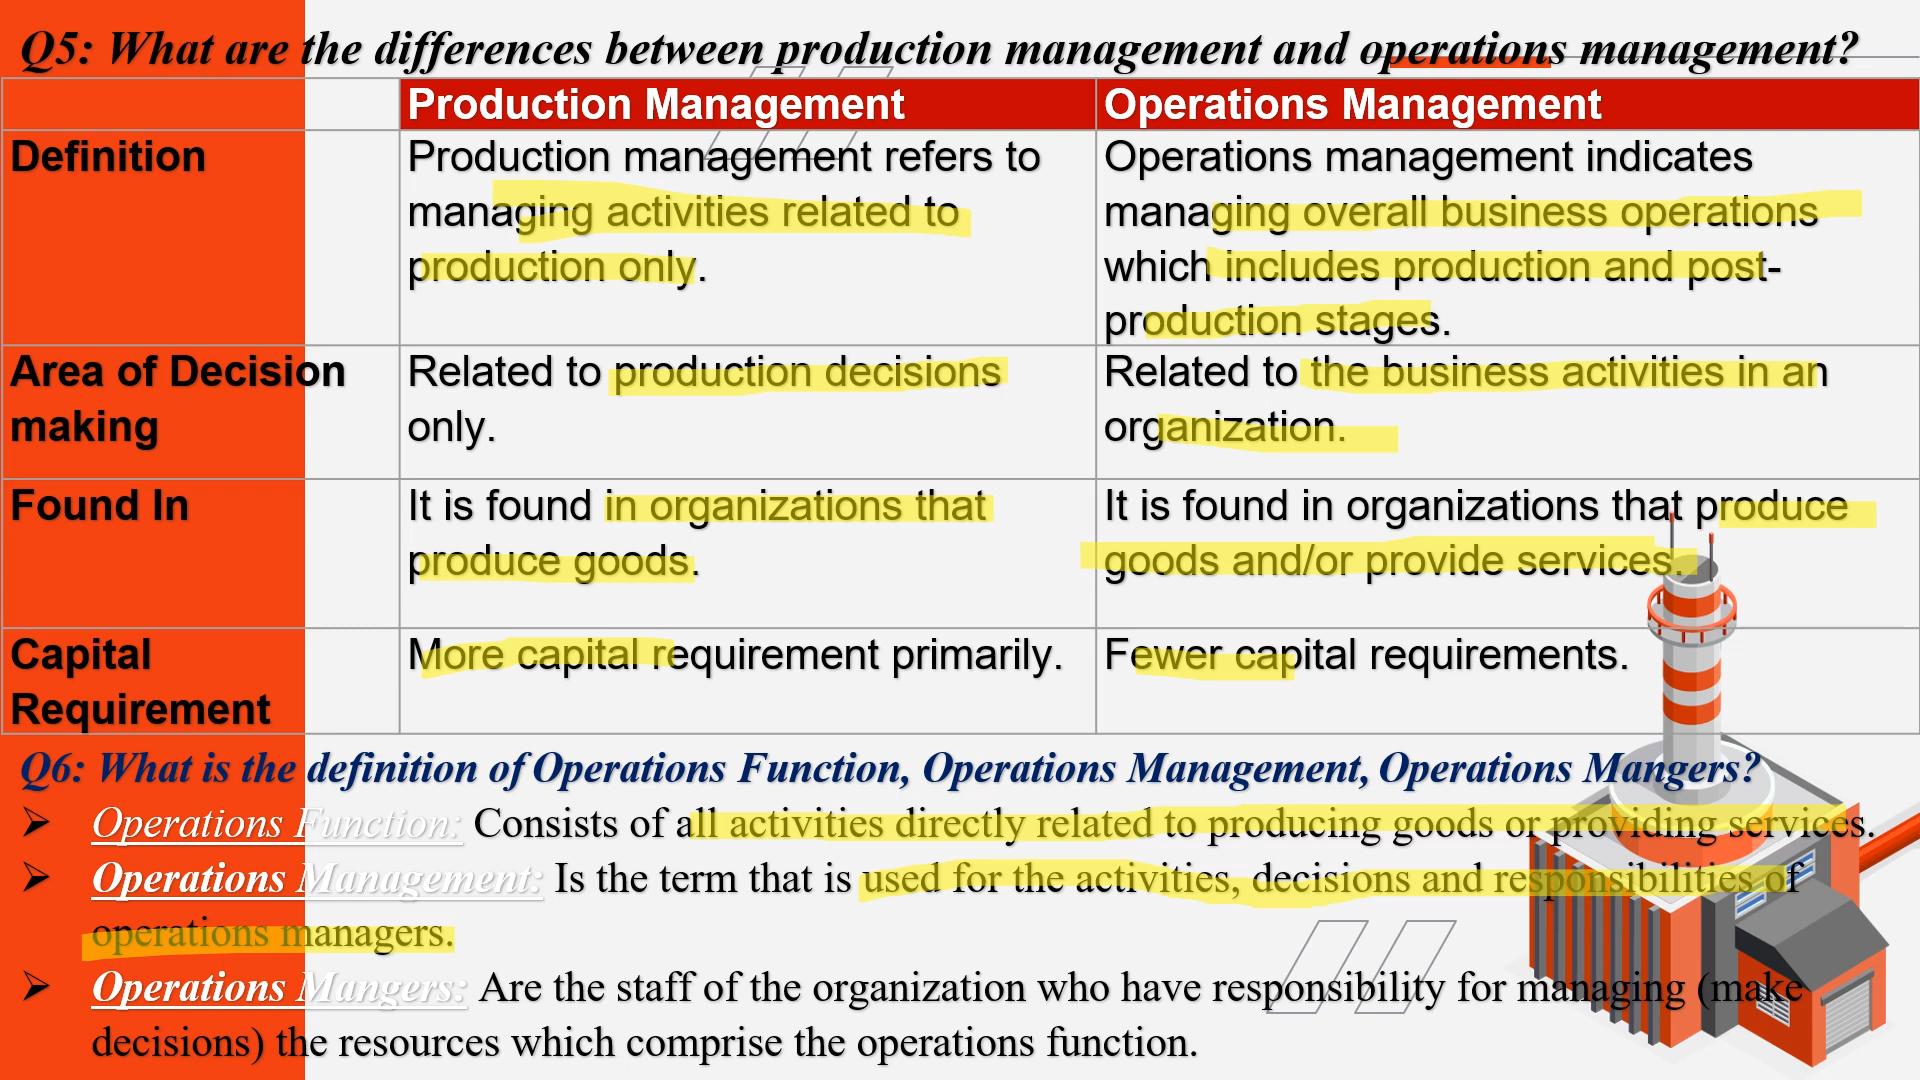 Q5: What are the differences between production management and operations management?
Production Management
Operations Management
Definition
Production management refers to
managing activities related to
production only.
Operations management indicates
managing overall business operations
which includes production and post-
production stages.
Area of Decision
making
Related to production decisions
only.
Related to the business activities in an
organization.
Found In
It is found in organizations that
produce goods.
It is found in organizations that produce
goods and/or provide services.
Capital
Requirement
More capital requirement primarily.
Fewer capital requirements.
Q6: What is the definition of Operations Function, Operations Management, Operations Mangers?
➢ Operations Function: Consists of all activities directly related to producing goods or providing services.
➢ Operations Management: Is the term that is used for the activities, decisions and responsibilities of
operations managers.
➢ Operations Mangers: Are the staff of the organization who have responsibility for managing (make
decisions) the resources which comprise the operations function.